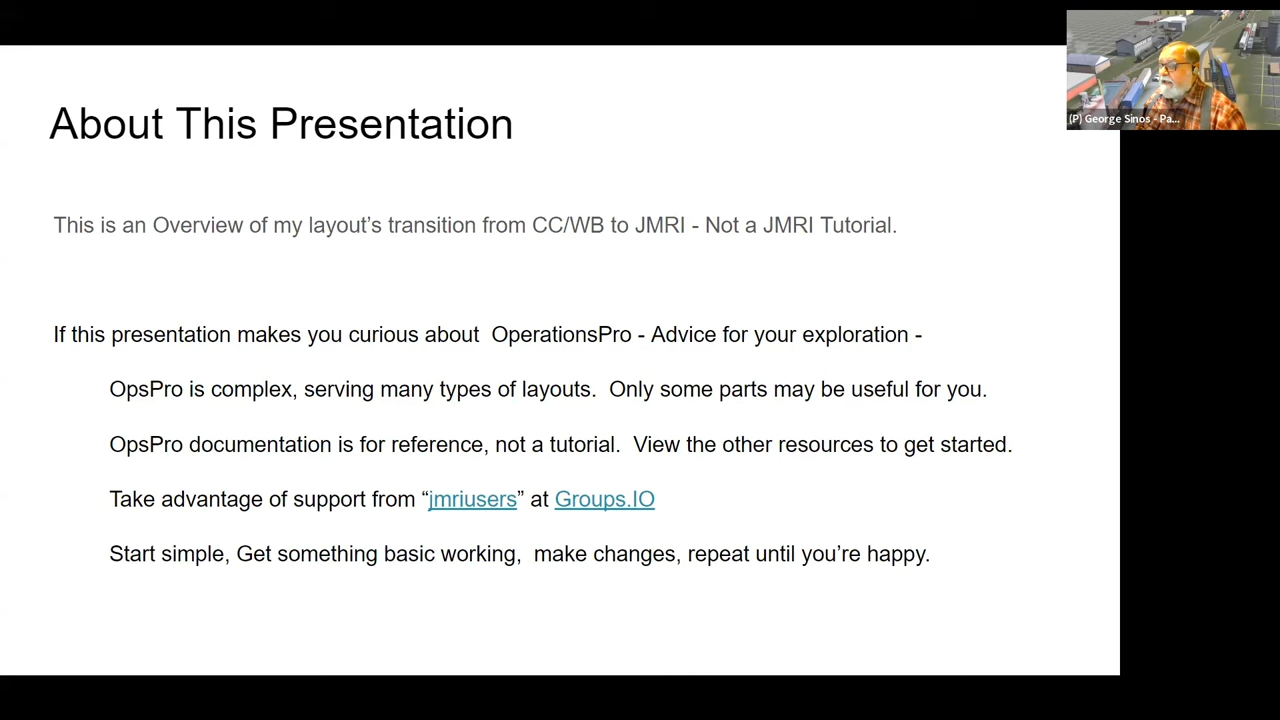 (P) George Sinos - Pa...
About This Presentation
This is an Overview of my layout’s transition from CC/WB to JMRI - Not a JMRI Tutorial.
If this presentation makes you curious about  OperationsPro - Advice for your exploration -
OpsPro is complex, serving many types of layouts.  Only some parts may be useful for you.
OpsPro documentation is for reference, not a tutorial.  View the other resources to get started.
Take advantage of support from “jmriusers” at Groups.IO
Start simple, Get something basic working,  make changes, repeat until you’re happy.